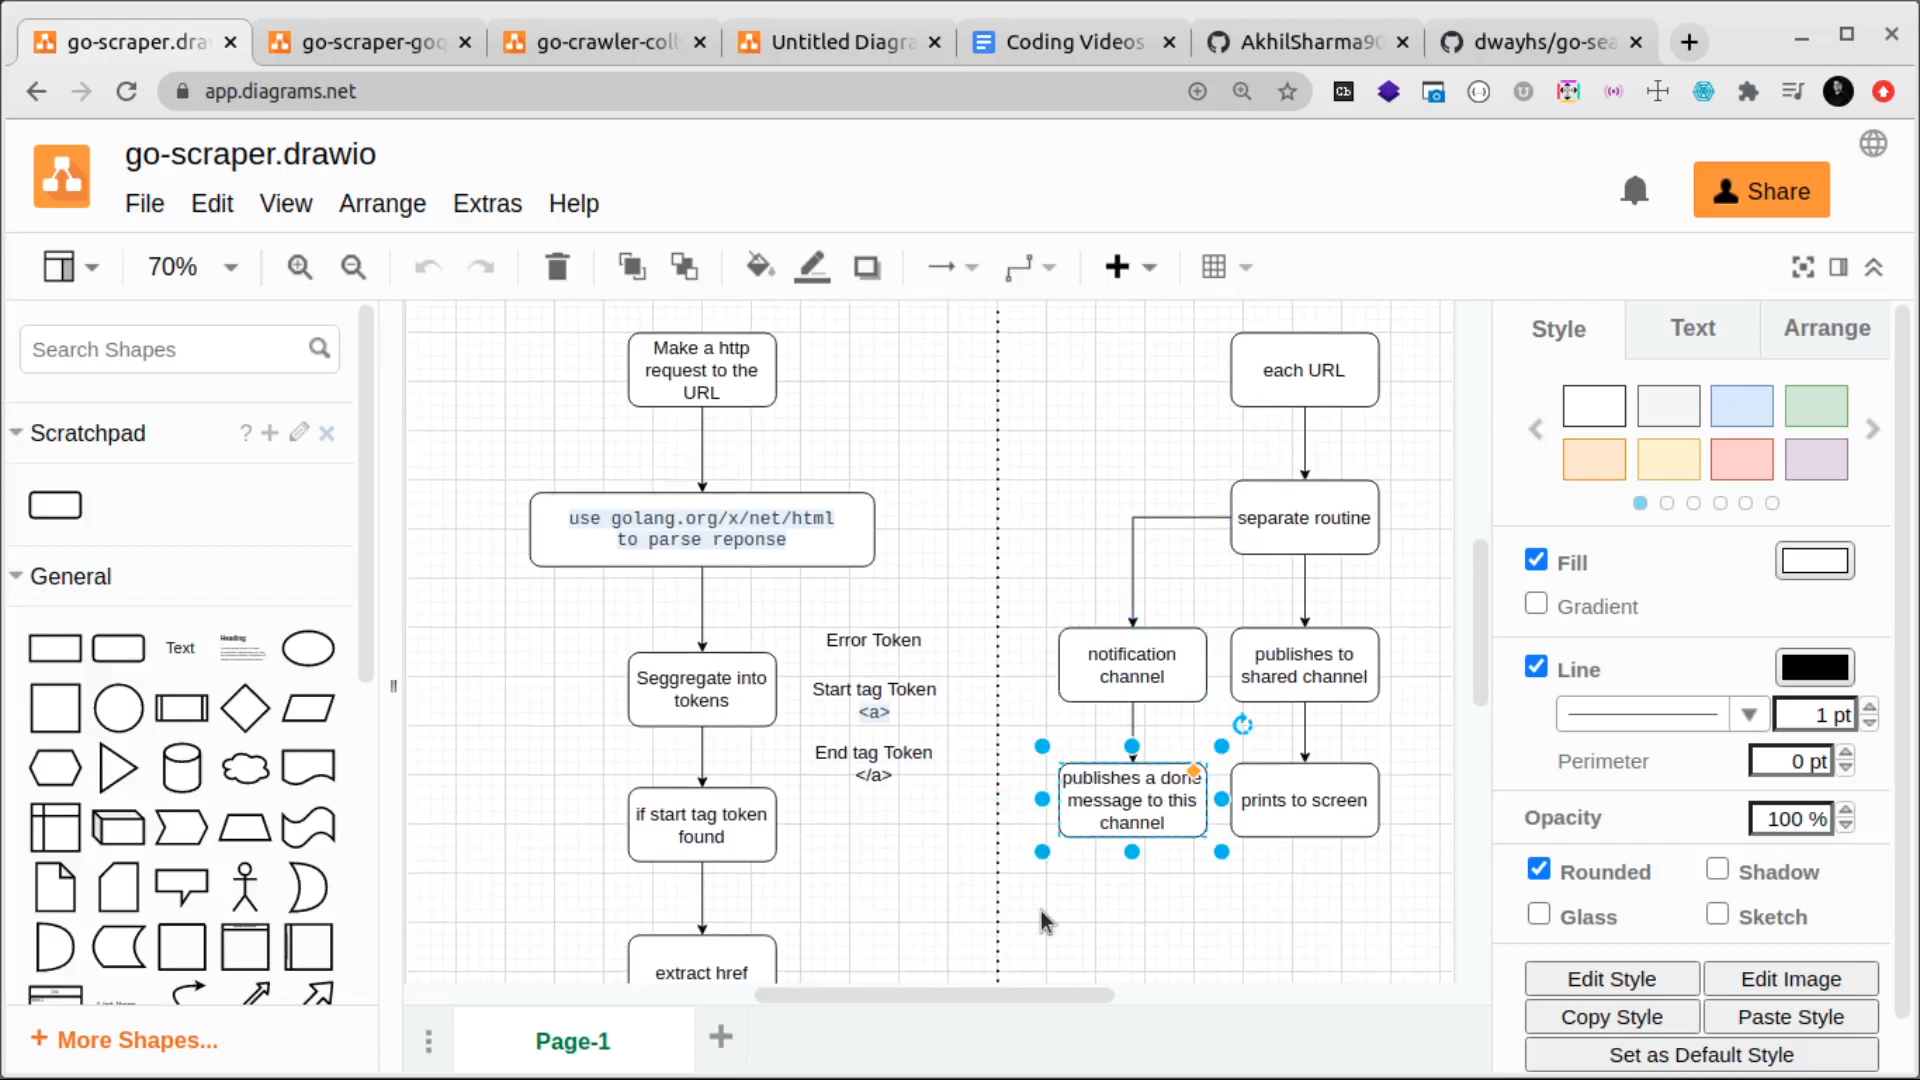 go-scraper.dra
go-scraper-goq
go-crawler-coll
Untitled Diagra
Coding Videos
AkhilSharma90
dwayhs/go-sea
app.diagrams.net
Cb
go-scraper.drawio
File
Edit
View
Arrange
Extras
Help
Share
70%
Search Shapes
Scratchpad
?
General
Text
Heading
More Shapes...
Make a http
request to the
URL
use golang.org/x/net/html
to parse reponse
Seggregate into
tokens
Error Token
Start tag Token
<a>
End tag Token
</a>
if start tag token
found
extract href
each URL
separate routine
notification
channel
publishes to
shared channel
publishes a done
message to this
channel
prints to screen
Page-1
Style
Text
Arrange
Fill
Gradient
Line
1 pt
Perimeter
0 pt
Opacity
100 %
Rounded
Shadow
Glass
Sketch
Edit Style
Edit Image
Copy Style
Paste Style
Set as Default Style